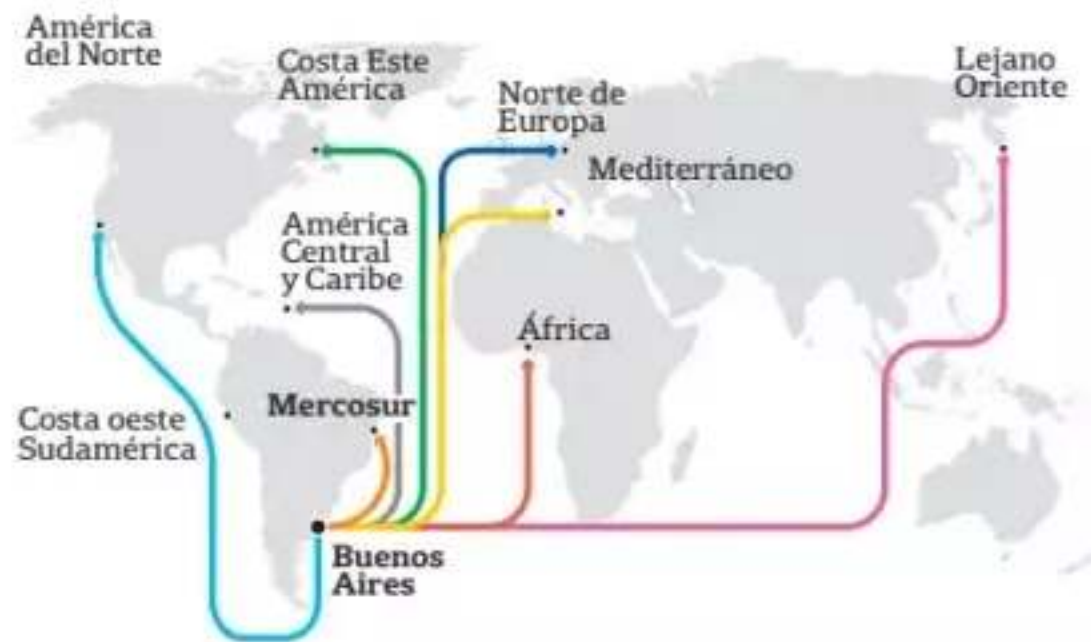 América
del Norte
Costa Este
América
Norte de
Europa
Lejano
Oriente
Mediterráneo
América
Central
y Caribe
África
Mercosur
Costa oeste
Sudamérica
Buenos
Aires